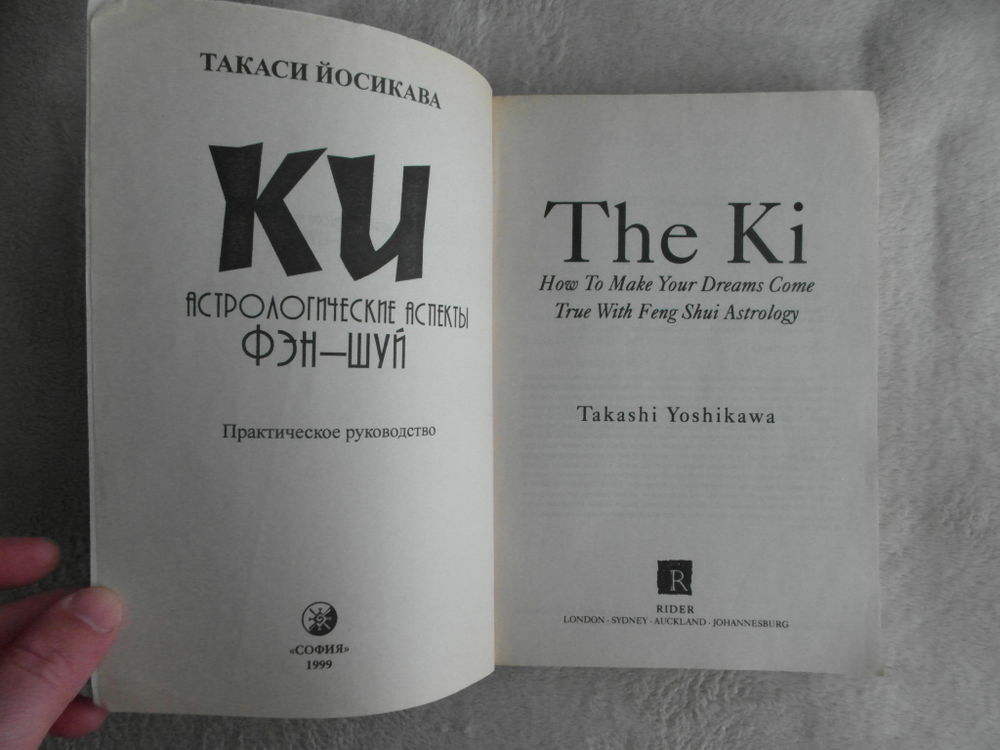 ТАКАСИ ЙОСИКАВА
КИ
АСТРОЛОГИЧЕСКИЕ АСПЕКТЫ
ФЭН—ШУЙ
Практическое руководство
«СОФИЯ»
1999
The Ki
How To Make Your Dreams Come
True With Feng Shui Astrology
Takashi Yoshikawa
R
RIDER
LONDON · SYDNEY · AUCKLAND · JOHANNESBURG